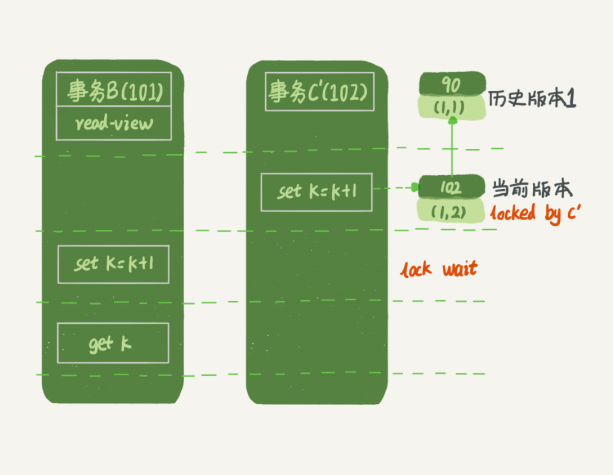 事务B(101)
read-view
set k=k+1
get k
事务C'(102)
set k=k+1
90
(1,1)
历史版本1
102
(1,2)
当前版本
locked by c'
lock wait